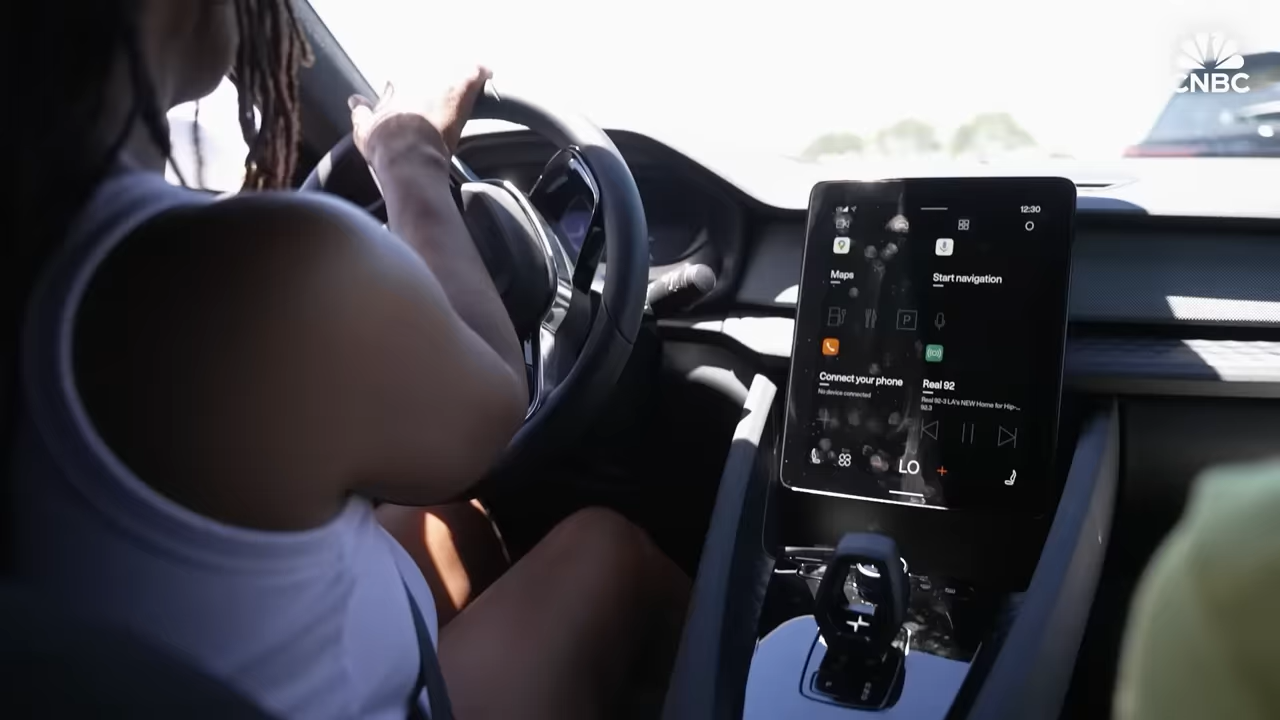 CNBC
12:30
Maps
Start navigation
P
Connect your phone
No device connected
Real 92
Real 92-3 LA's NEW Home for Hip-...
92.3
LO